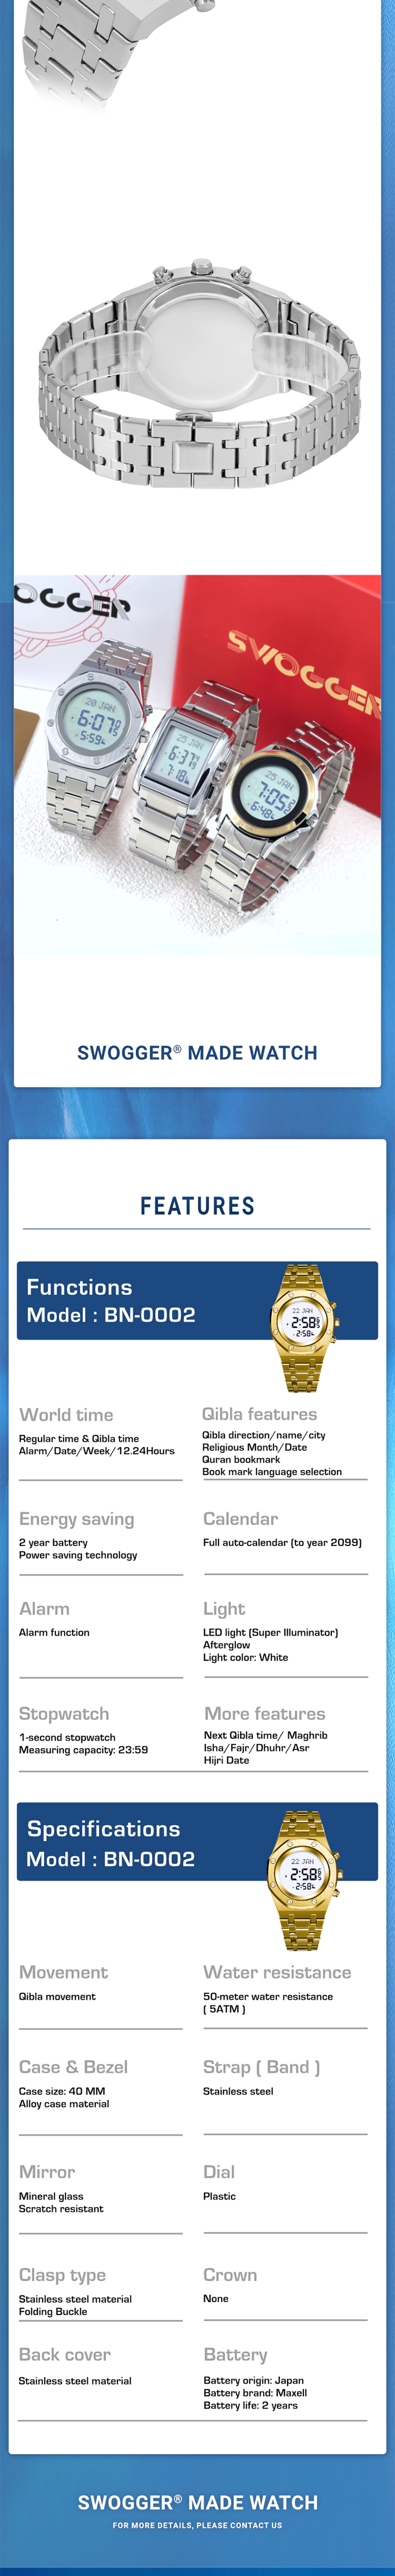 OGGER
SWOGGER
20 JAN
6:07
5:59
25 JAN
6:37
7:18
25 JAN
7:05
6:48
SWOGGER® MADE WATCH
FEATURES
Functions
Model : BN-0002
22 JAN
2:58
2:58
World time
Regular time & Qibla time
Alarm/Date/Week/12.24Hours
Qibla features
Qibla direction/name/city
Religious Month/Date
Quran bookmark
Book mark language selection
Energy saving
2 year battery
Power saving technology
Calendar
Full auto-calendar (to year 2099)
Alarm
Alarm function
Light
LED light (Super Illuminator)
Afterglow
Light color: White
Stopwatch
1-second stopwatch
Measuring capacity: 23:59
More features
Next Qibla time/ Maghrib
Isha/Fajr/Dhuhr/Asr
Hijri Date
Specifications
Model : BN-0002
22 JAN
2:58
2:58
Movement
Qibla movement
Water resistance
50-meter water resistance
( 5ATM )
Case & Bezel
Case size: 40 MM
Alloy case material
Strap ( Band )
Stainless steel
Mirror
Mineral glass
Scratch resistant
Dial
Plastic
Clasp type
Stainless steel material
Folding Buckle
Crown
None
Back cover
Stainless steel material
Battery
Battery origin: Japan
Battery brand: Maxell
Battery life: 2 years
SWOGGER® MADE WATCH
FOR MORE DETAILS, PLEASE CONTACT US